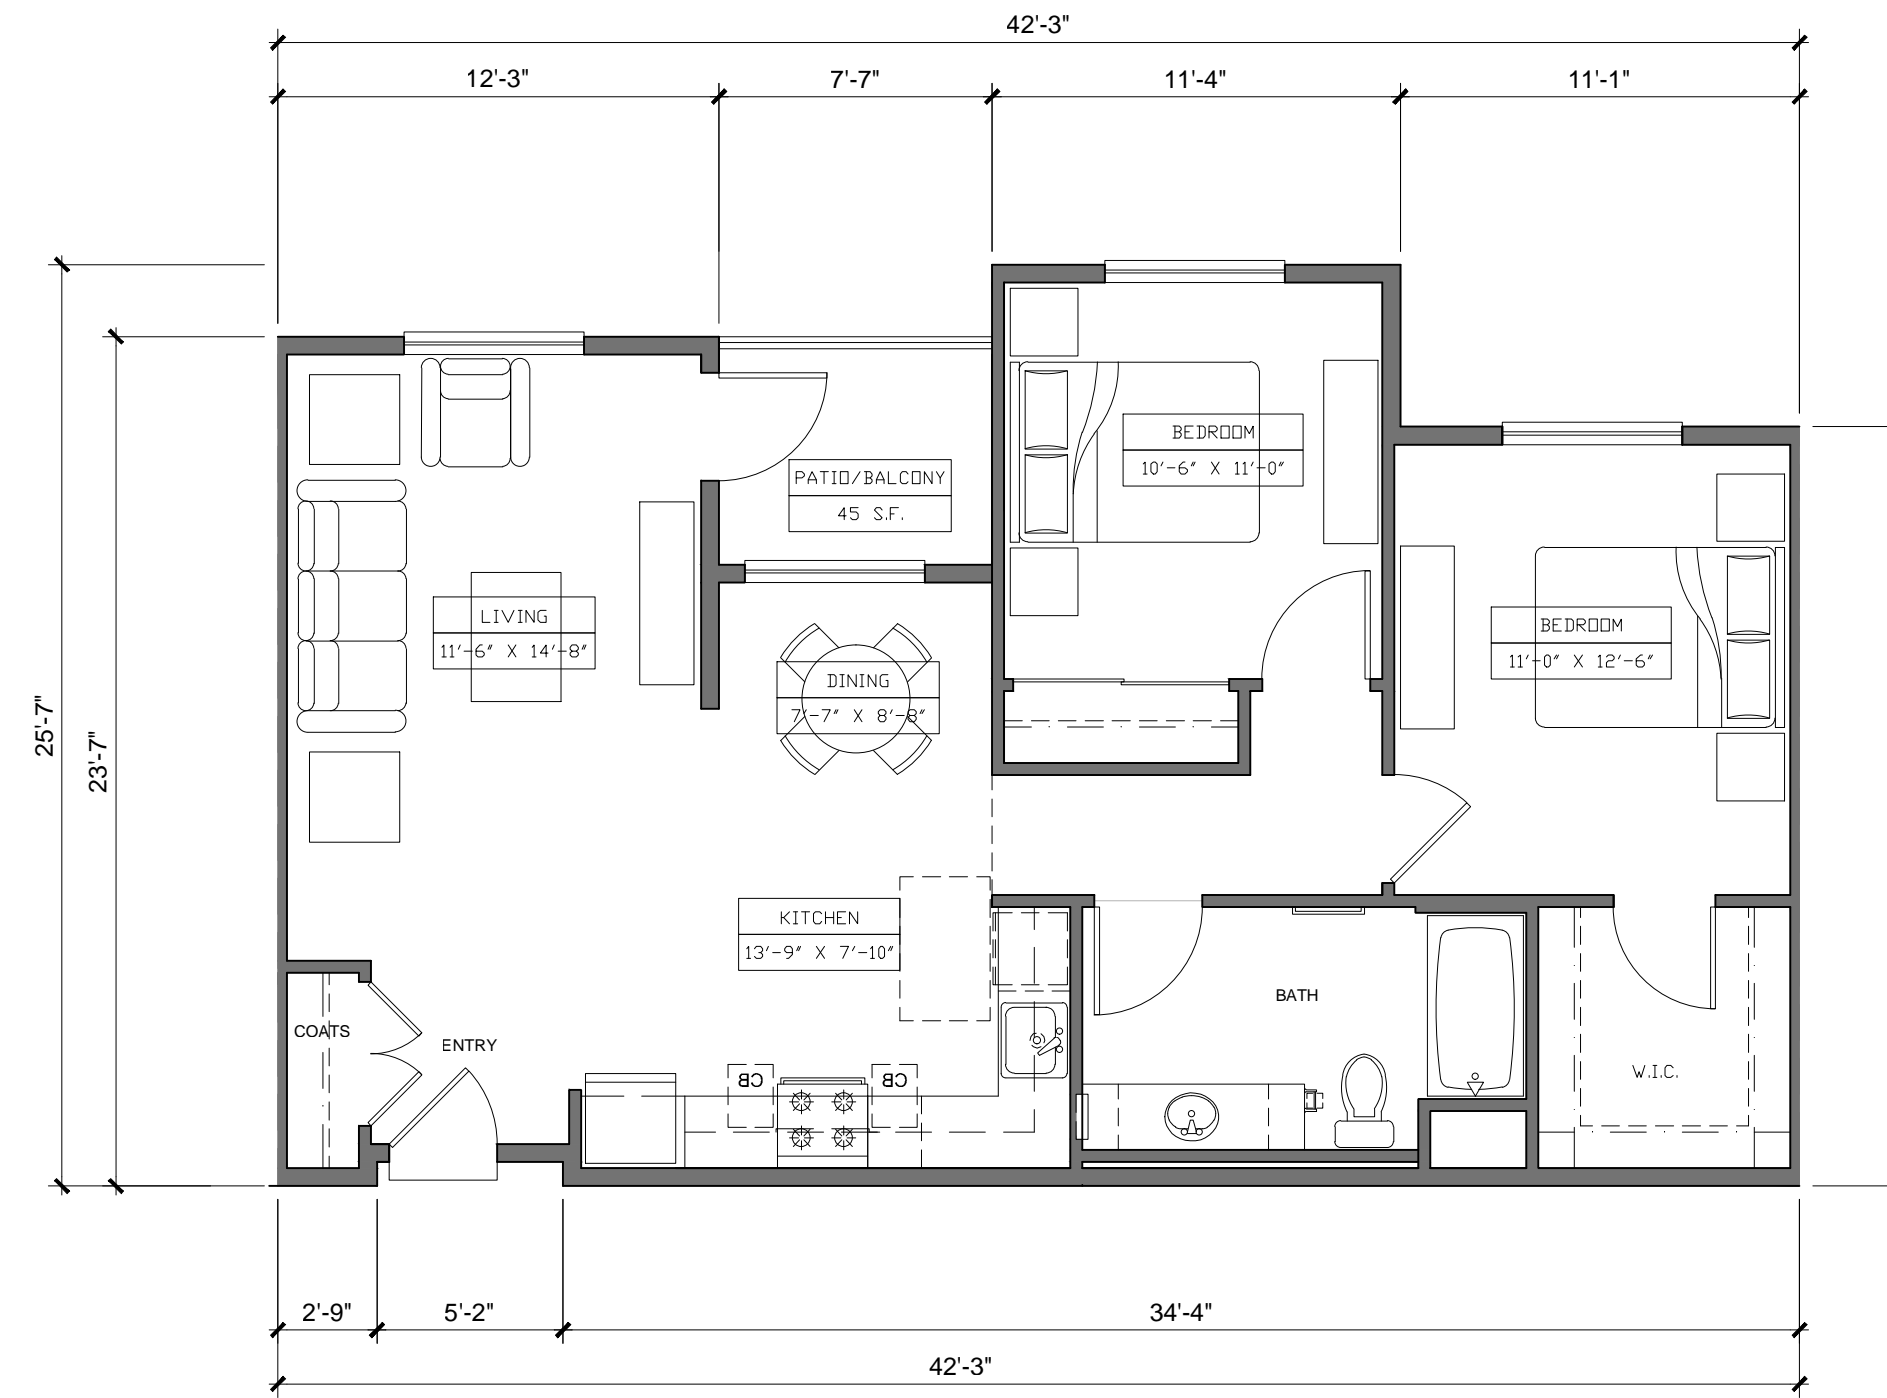 42'-3"
12'-3"
7'-7"
11'-4"
11'-1"
25'-7"
23'-7"
BEDROOM
10'-6" X 11'-0"
PATIO/BALCONY
45 S.F.
LIVING
11'-6" X 14'-8"
BEDROOM
11'-0" X 12'-6"
DINING
7'-7" X 8'-8"
KITCHEN
13'-9" X 7'-10"
BATH
COATS
ENTRY
W.I.C.
CB
CB
2'-9"
5'-2"
34'-4"
42'-3"